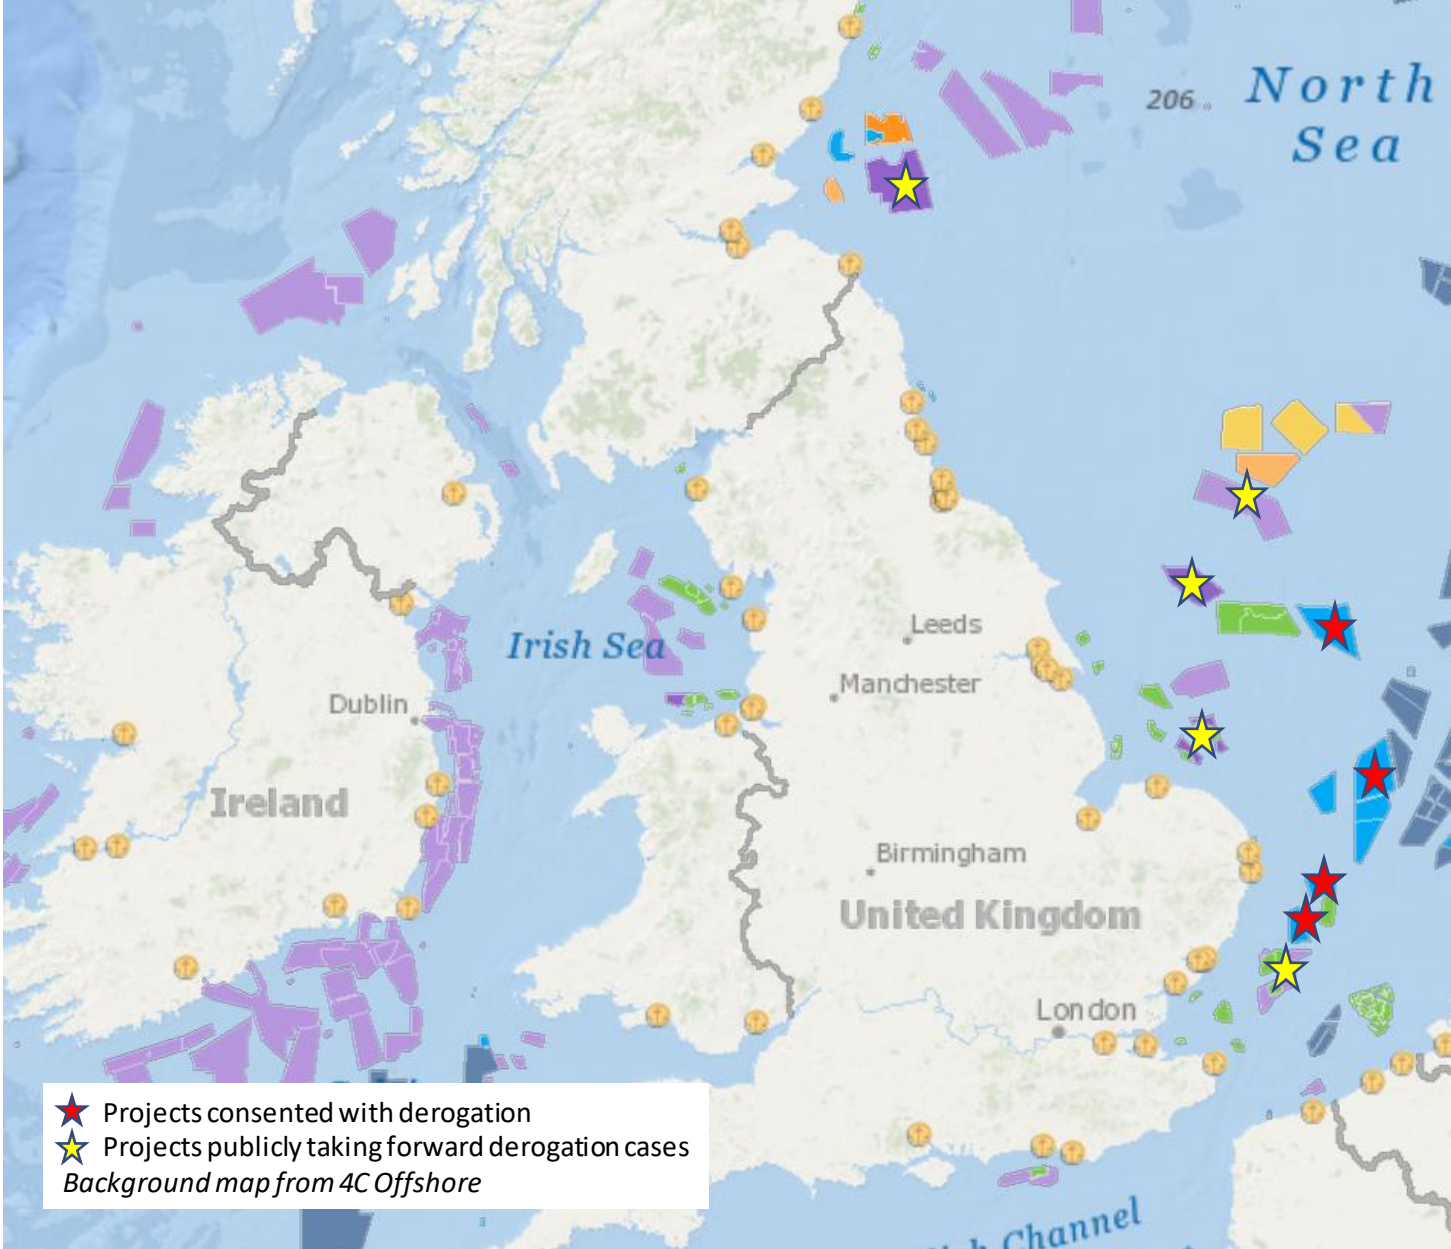 North
Sea
206
Irish Sea
Leeds
Manchester
Dublin
Ireland
Birmingham
United Kingdom
London
Projects consented with derogation
Projects publicly taking forward derogation cases
Background map from 4C Offshore
Channel